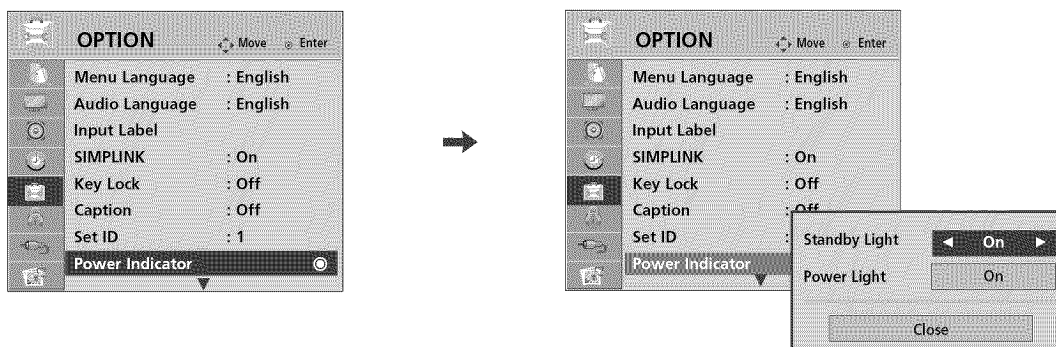 OPTION Move Enter
Menu Language : English
Audio Language : English
Input Label
SIMPLINK : On
Key Lock : Off
Caption : Off
Set ID : 1
Power Indicator
OPTION Move Enter
Menu Language : English
Audio Language : English
Input Label
SIMPLINK : On
Key Lock : Off
Caption : Off
Set ID :
Power Indicator
Standby Light ◄ On ►
Power Light On
Close